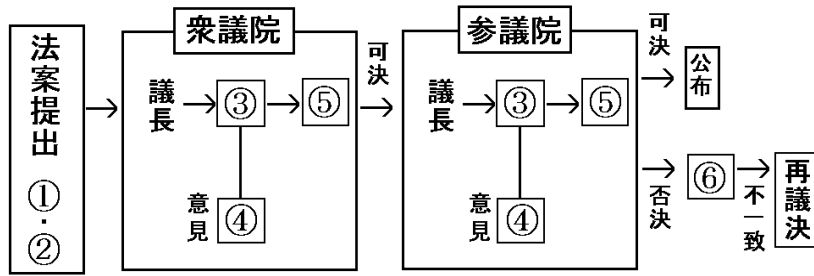 法案提出
①・②
衆議院
議長
③
⑤
意見
④
可決
参議院
議長
③
⑤
意見
④
可決
公布
否決
⑥
不一致
再議決